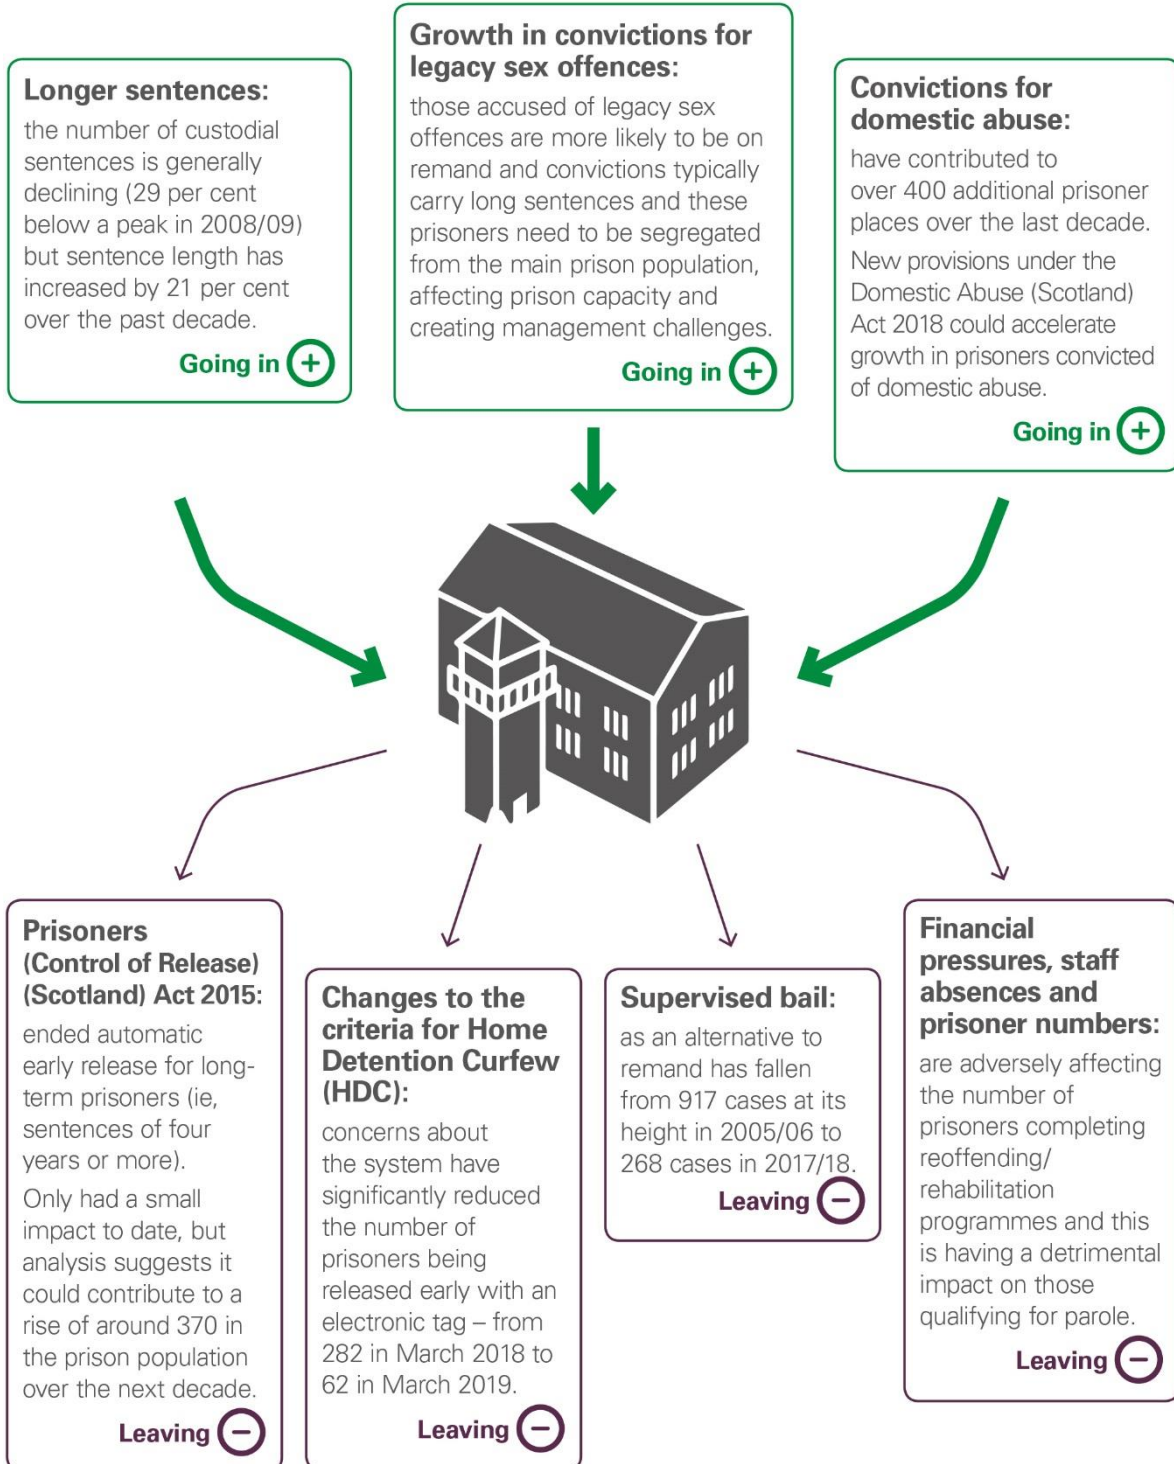 Longer sentences:
the number of custodial
sentences is generally
declining (29 per cent
below a peak in 2008/09)
but sentence length has
increased by 21 per cent
over the past decade.
Going in +
Growth in convictions for
legacy sex offences:
those accused of legacy sex
offences are more likely to be on
remand and convictions typically
carry long sentences and these
prisoners need to be segregated
from the main prison population,
affecting prison capacity and
creating management challenges.
Going in +
Convictions for
domestic abuse:
have contributed to
over 400 additional prisoner
places over the last decade.
New provisions under the
Domestic Abuse (Scotland)
Act 2018 could accelerate
growth in prisoners convicted
of domestic abuse.
Going in +
Prisoners
(Control of Release)
(Scotland) Act 2015:
ended automatic
early release for long-
term prisoners (ie,
sentences of four
years or more).
Only had a small
impact to date, but
analysis suggests it
could contribute to a
rise of around 370 in
the prison population
over the next decade.
Leaving −
Changes to the
criteria for Home
Detention Curfew
(HDC):
concerns about
the system have
significantly reduced
the number of
prisoners being
released early with an
electronic tag – from
282 in March 2018 to
62 in March 2019.
Leaving −
Supervised bail:
as an alternative to
remand has fallen
from 917 cases at its
height in 2005/06 to
268 cases in 2017/18.
Leaving −
Financial
pressures, staff
absences and
prisoner numbers:
are adversely affecting
the number of
prisoners completing
reoffending/
rehabilitation
programmes and this
is having a detrimental
impact on those
qualifying for parole.
Leaving −